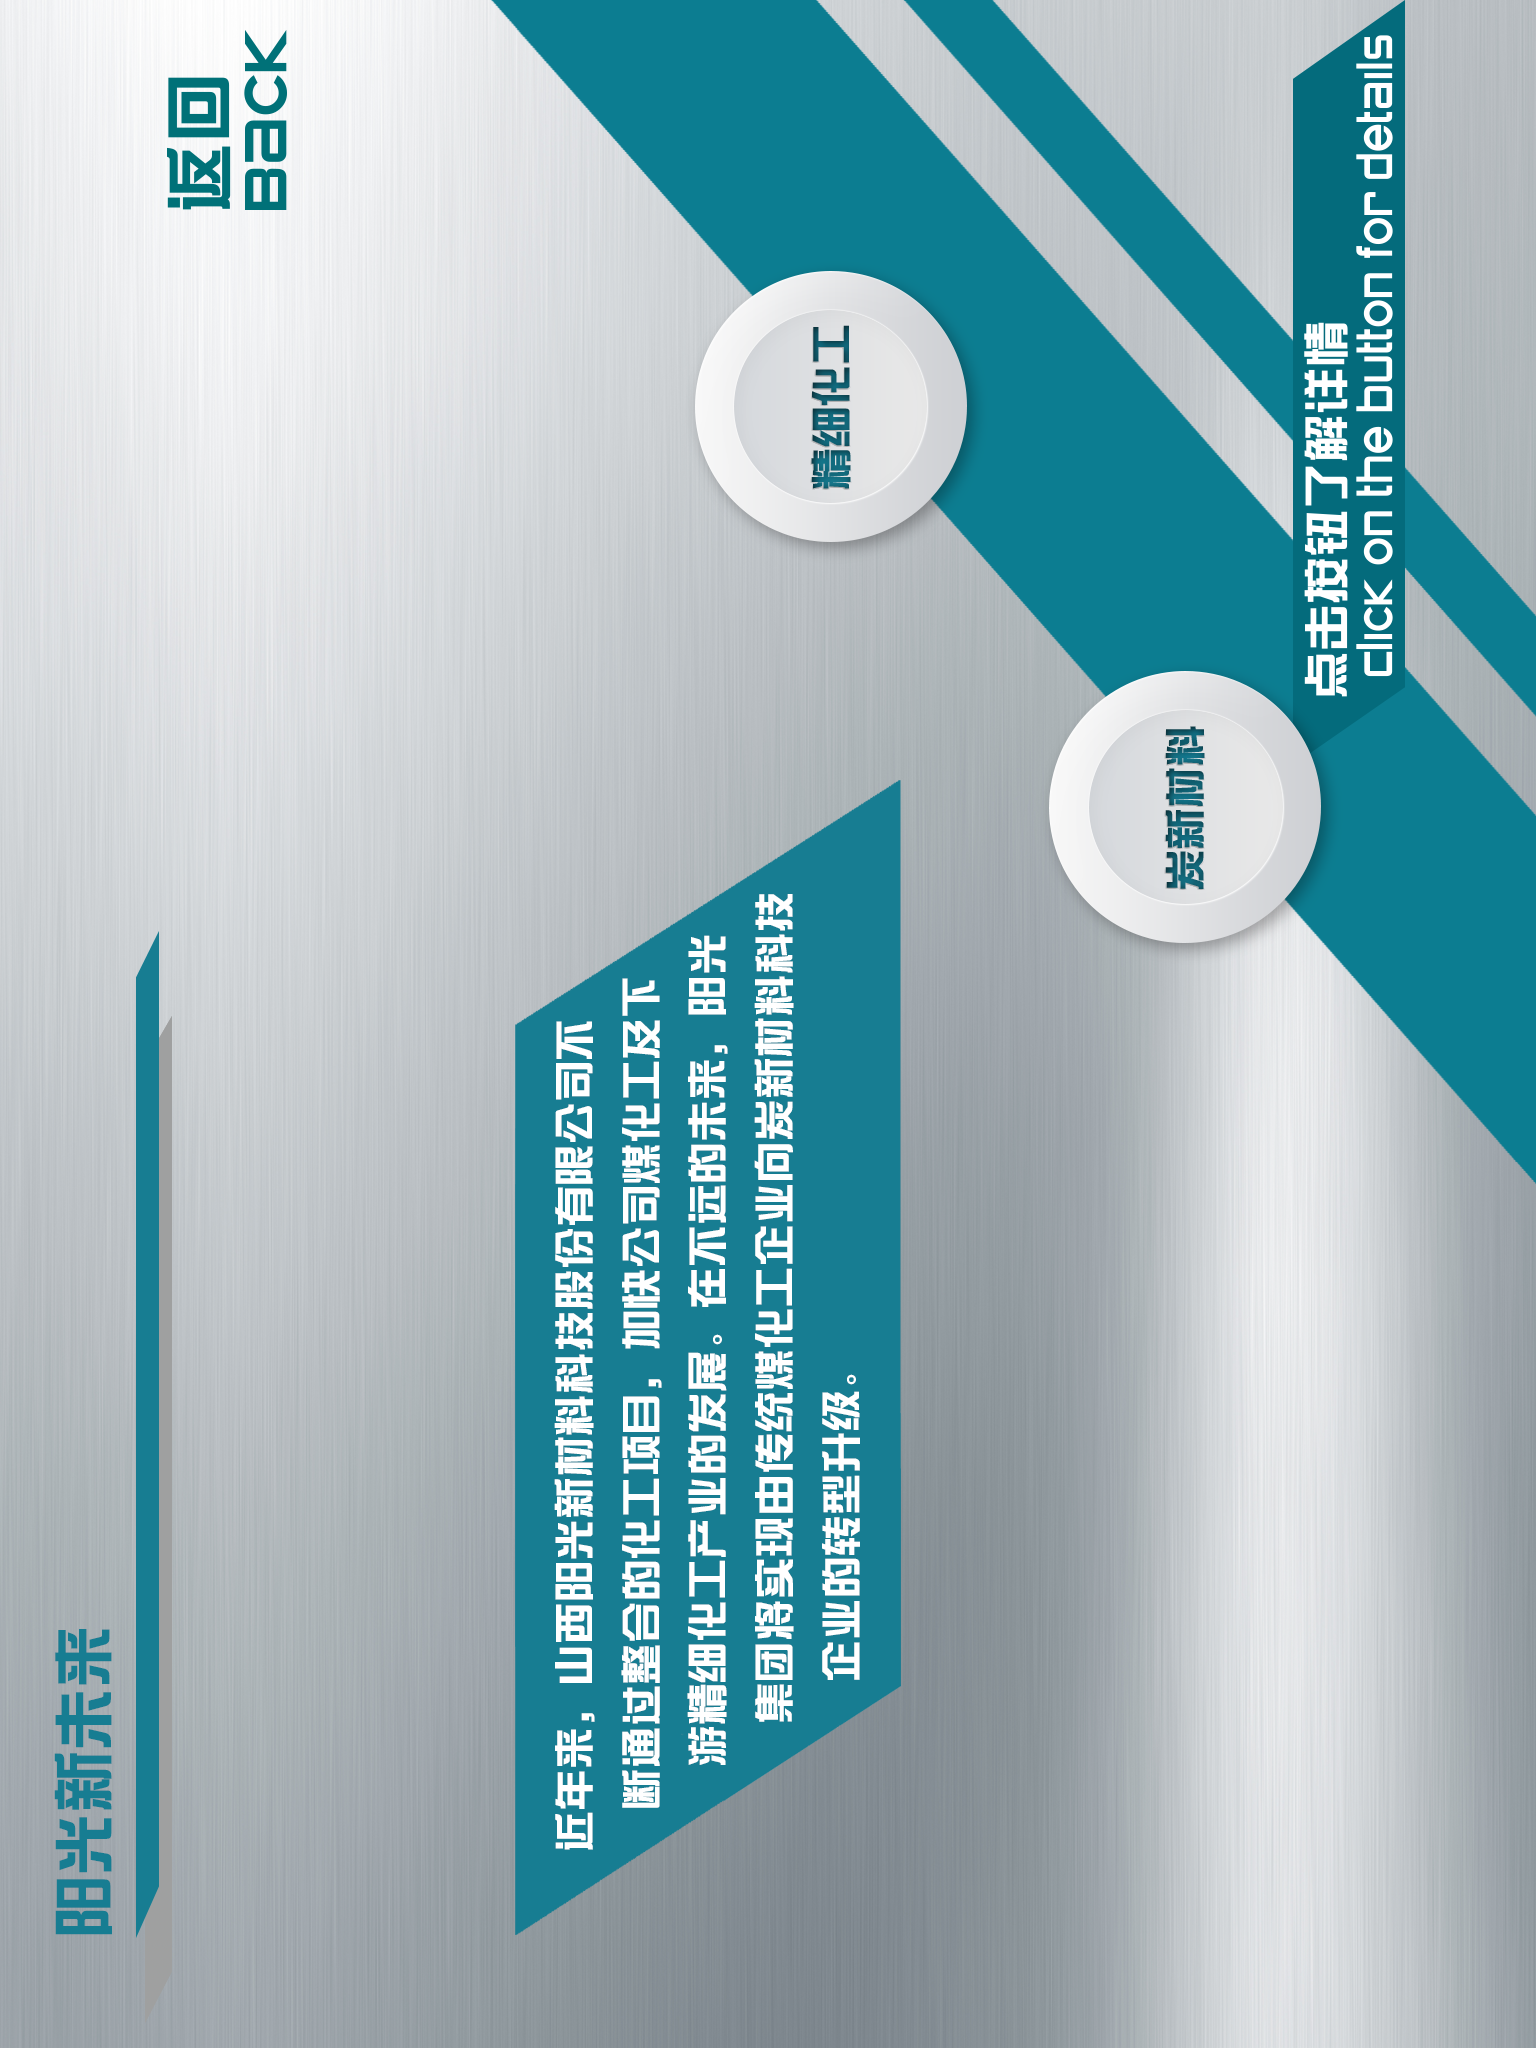 阳光新未来
返回
BACK
近年来，山西阳光新材料科技股份有限公司不
断通过整合的化工项目，加快公司煤化工及下
游精细化工产业的发展。在不远的未来，阳光
集团将实现由传统煤化工企业向炭新材料科技
企业的转型升级。
精细化工
炭新材料
点击按钮了解详情
click on the button for details